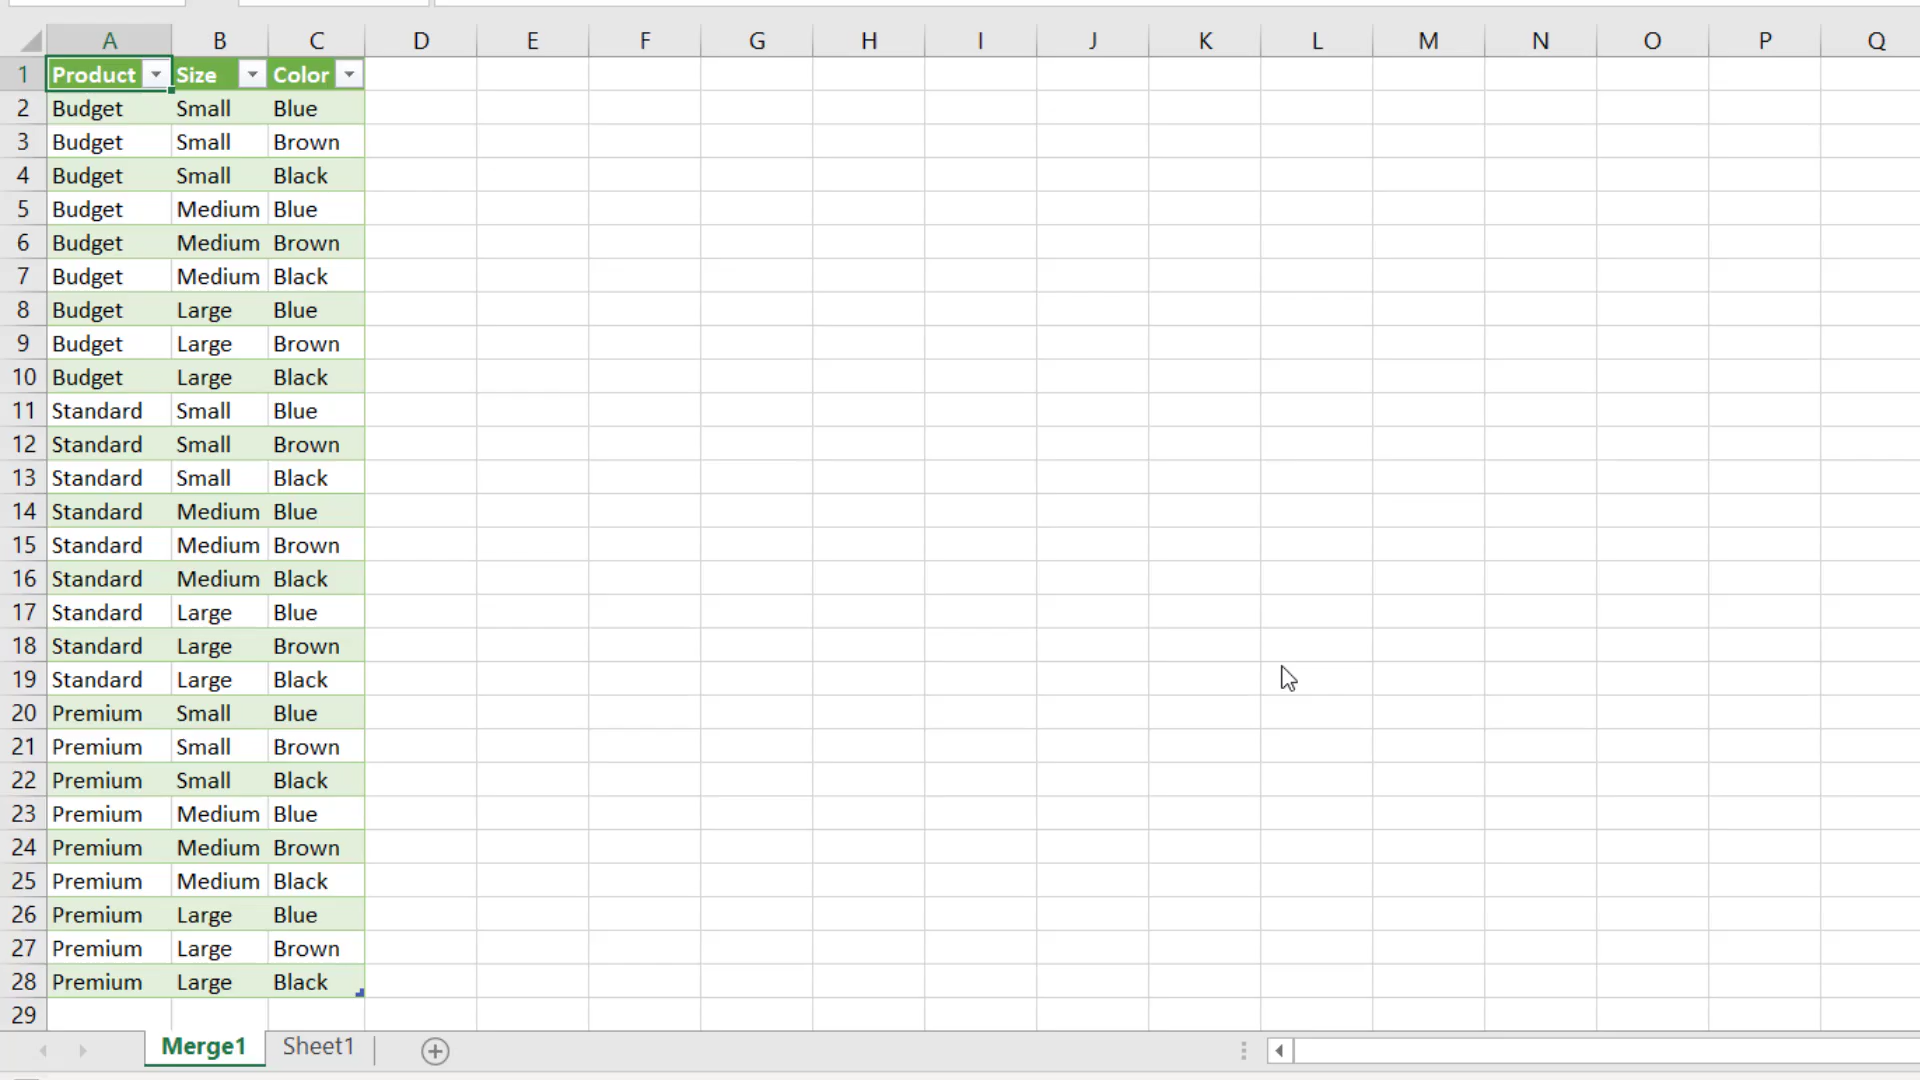 A B C D E F G H I J K L M N O P Q
1 Product Size Color
2 Budget Small Blue
3 Budget Small Brown
4 Budget Small Black
5 Budget Medium Blue
6 Budget Medium Brown
7 Budget Medium Black
8 Budget Large Blue
9 Budget Large Brown
10 Budget Large Black
11 Standard Small Blue
12 Standard Small Brown
13 Standard Small Black
14 Standard Medium Blue
15 Standard Medium Brown
16 Standard Medium Black
17 Standard Large Blue
18 Standard Large Brown
19 Standard Large Black
20 Premium Small Blue
21 Premium Small Brown
22 Premium Small Black
23 Premium Medium Blue
24 Premium Medium Brown
25 Premium Medium Black
26 Premium Large Blue
27 Premium Large Brown
28 Premium Large Black
29
Merge1 Sheet1